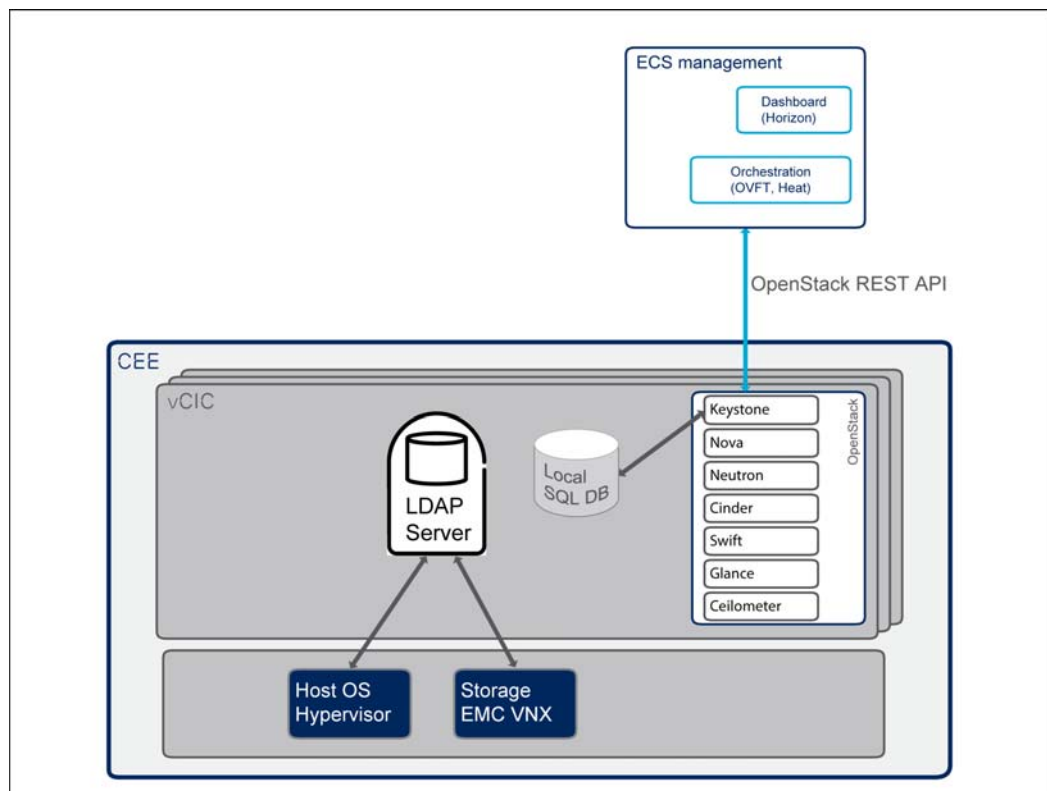 ECS management
Dashboard
(Horizon)
Orchestration
(OVFT, Heat)
OpenStack REST API
CEE
vCIC
LDAP
Server
Local
SQL DB
Keystone
Nova
Neutron
Cinder
Swift
Glance
Ceilometer
OpenStack
Host OS
Hypervisor
Storage
EMC VNX